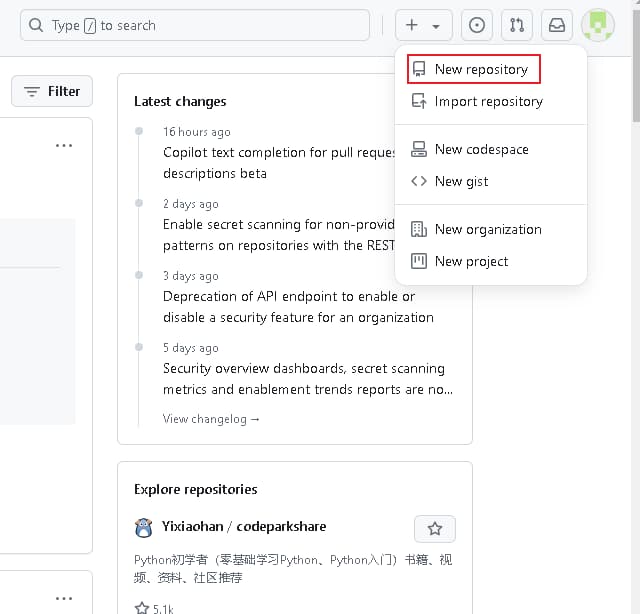 Type / to search
New repository
Import repository
New codespace
New gist
New organization
New project
Filter
Latest changes
16 hours ago
Copilot text completion for pull reque
descriptions beta
2 days ago
Enable secret scanning for non-provid
patterns on repositories with the REST
3 days ago
Deprecation of API endpoint to enable or
disable a security feature for an organization
5 days ago
Security overview dashboards, secret scanning
metrics and enablement trends reports are no...
View changelog →
Explore repositories
Yixiaohan / codeparkshare
Python初学者（零基础学习Python、Python入门）书籍、视
频、资料、社区推荐
5.1k